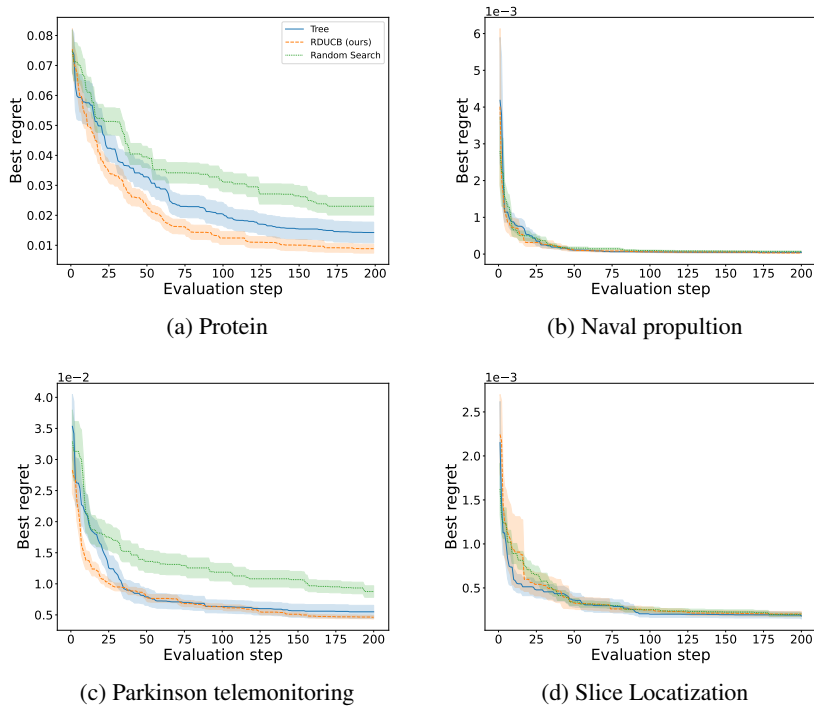 Tree
RDUCB (ours)
Random Search
0.08
0.07
0.06
0.05
0.04
0.03
0.02
0.01
Best regret
0 25 50 75 100 125 150 175 200
Evaluation step
(a) Protein
1e−3
6
5
4
3
2
1
0
Best regret
0 25 50 75 100 125 150 175 200
Evaluation step
(b) Naval propultion
1e−2
4.0
3.5
3.0
2.5
2.0
1.5
1.0
0.5
Best regret
0 25 50 75 100 125 150 175 200
Evaluation step
(c) Parkinson telemonitoring
1e−3
2.5
2.0
1.5
1.0
0.5
Best regret
0 25 50 75 100 125 150 175 200
Evaluation step
(d) Slice Locatization